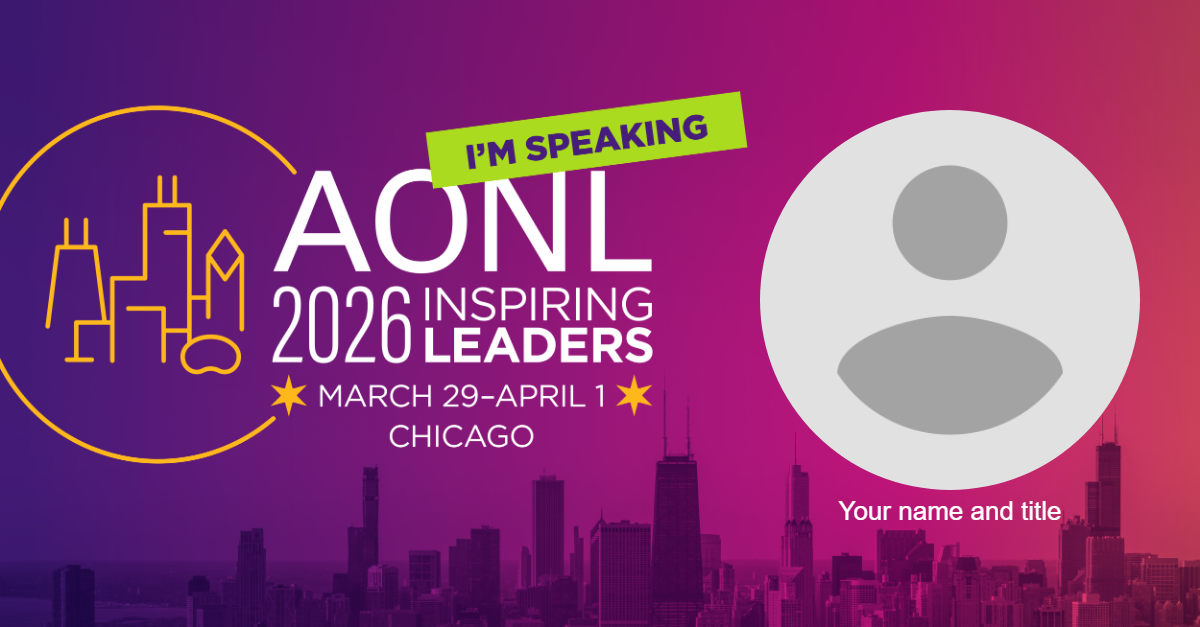 I'M SPEAKING
AONL
2026 INSPIRING
LEADERS
MARCH 29–APRIL 1
CHICAGO
Your name and title